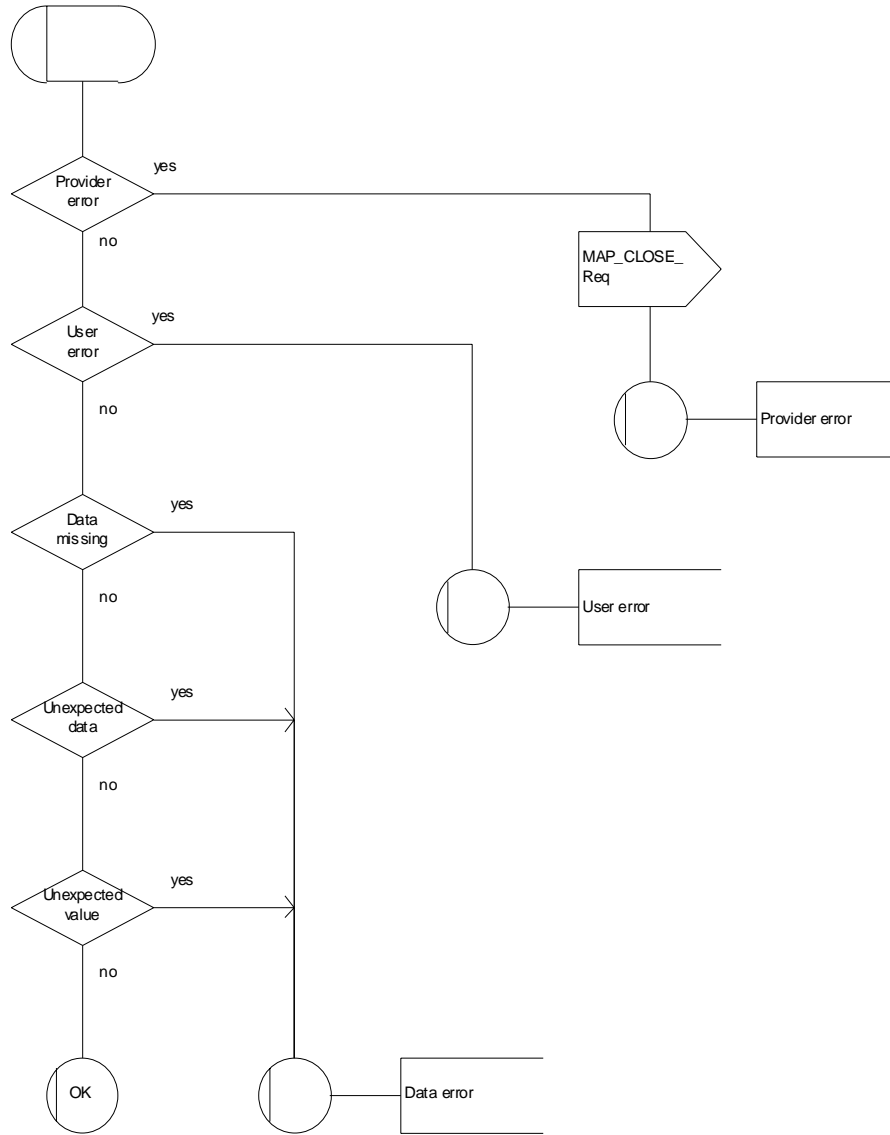 yes
Provider
error
no
MAP_CLOSE_
Req
yes
User
error
no
Provider error
yes
Data
missing
no
User error
yes
Unexpected
data
no
yes
Unexpected
value
no
OK
Data error